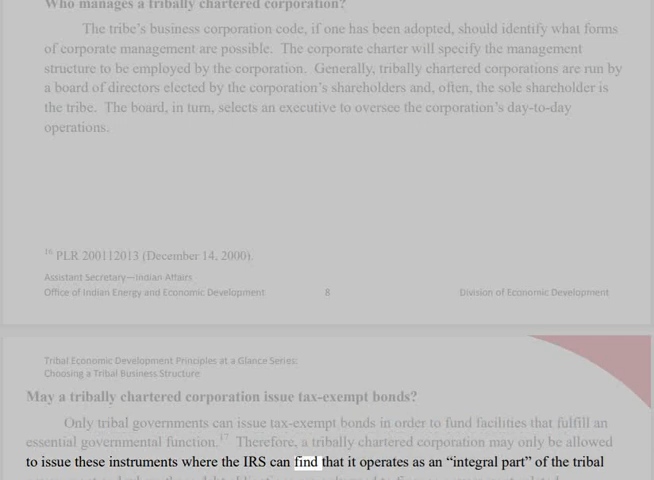 Who manages a tribally chartered corporation?
The tribe's business corporation code, if one has been adopted, should identify what forms
of corporate management are possible. The corporate charter will specify the management
structure to be employed by the corporation. Generally, tribally chartered corporations are run by
a board of directors elected by the corporation's shareholders and, often, the sole shareholder is
the tribe. The board, in turn, selects an executive to oversee the corporation's day-to-day
operations.
16 PLR 200112013 (December 14, 2000).
Assistant Secretary—Indian Affairs
Office of Indian Energy and Economic Development 8 Division of Economic Development
Tribal Economic Development Principles at a Glance Series:
Choosing a Tribal Business Structure
May a tribally chartered corporation issue tax-exempt bonds?
Only tribal governments can issue tax-exempt bonds in order to fund facilities that fulfill an
essential governmental function.17 Therefore, a tribally chartered corporation may only be allowed
to issue these instruments where the IRS can find that it operates as an “integral part” of the tribal